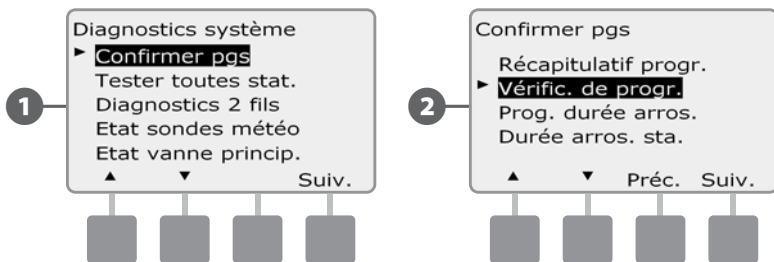 1
Diagnostics système
► Confirmer pgs
Tester toutes stat.
Diagnostics 2 fils
Etat sondes météo
Etat vanne princip.
▲ ▼ Suiv.
2
Confirmer pgs
Récapitulatif progr.
► Vérific. de progr.
Prog. durée arros.
Durée arros. sta.
▲ ▼ Préc. Suiv.